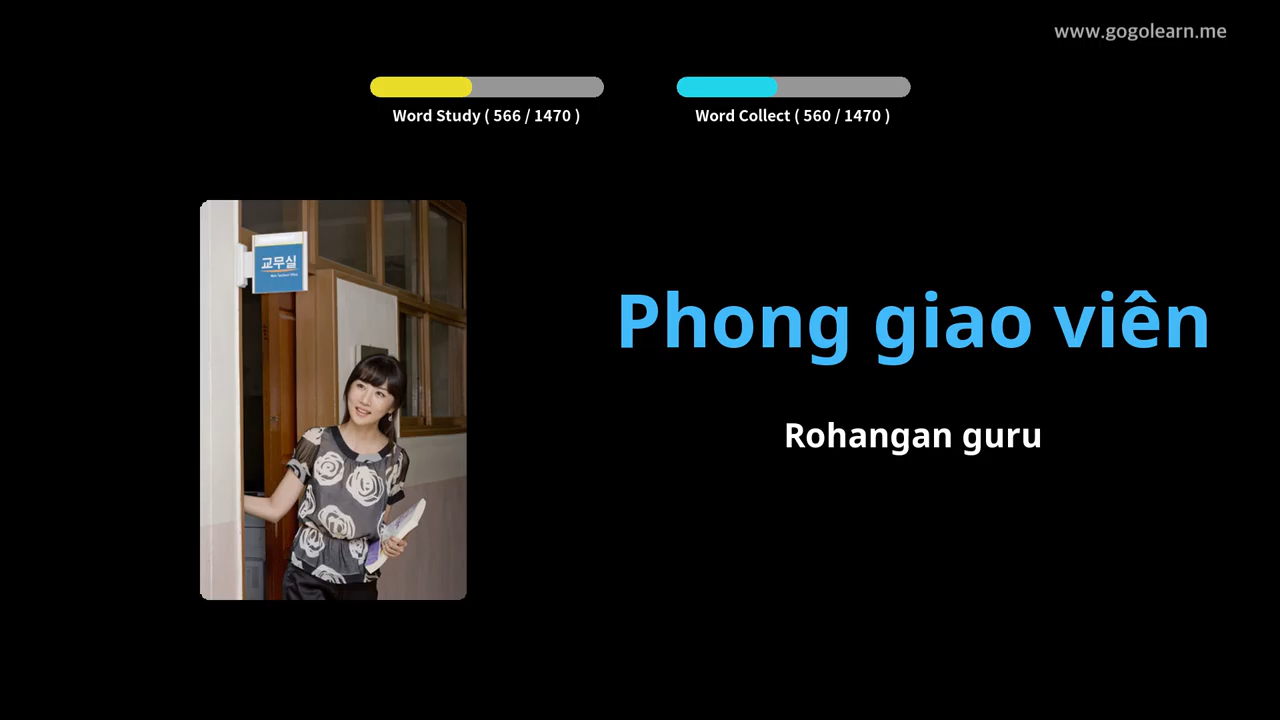 www.gogolearn.me
Word Study ( 566 / 1470 )
Word Collect ( 560 / 1470 )
교무실
Phong giao viên
Rohangan guru